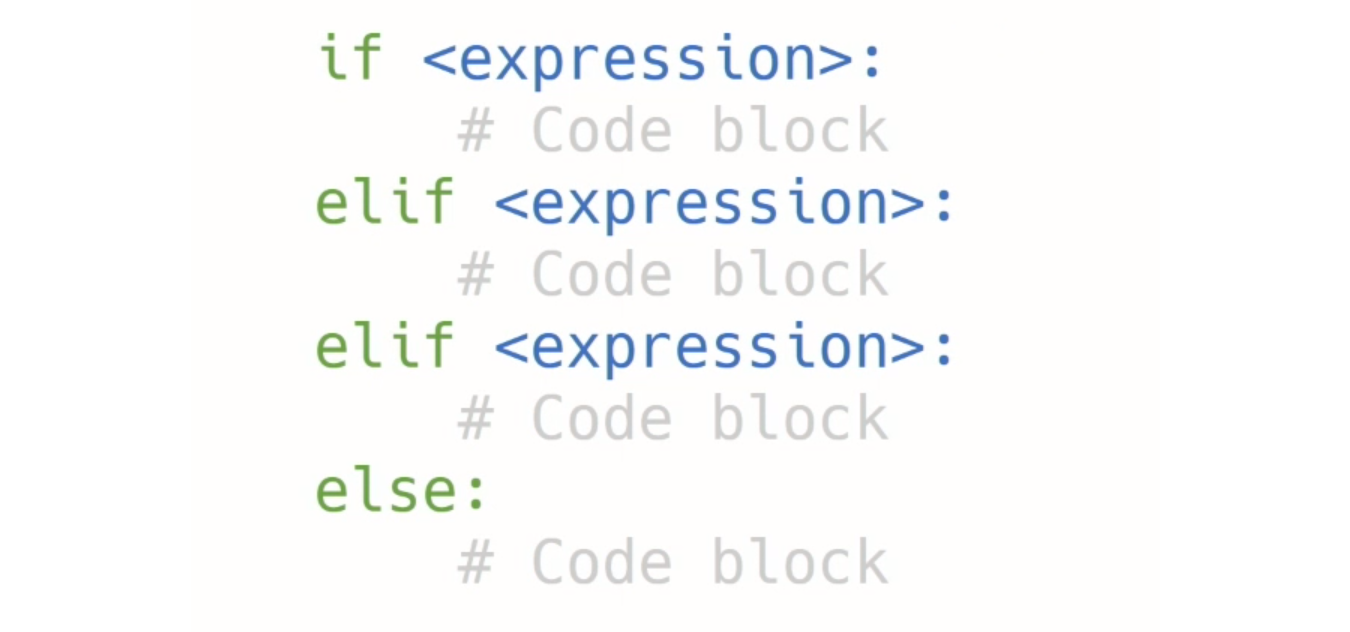 if <expression>:
    # Code block
elif <expression>:
    # Code block
elif <expression>:
    # Code block
else:
    # Code block